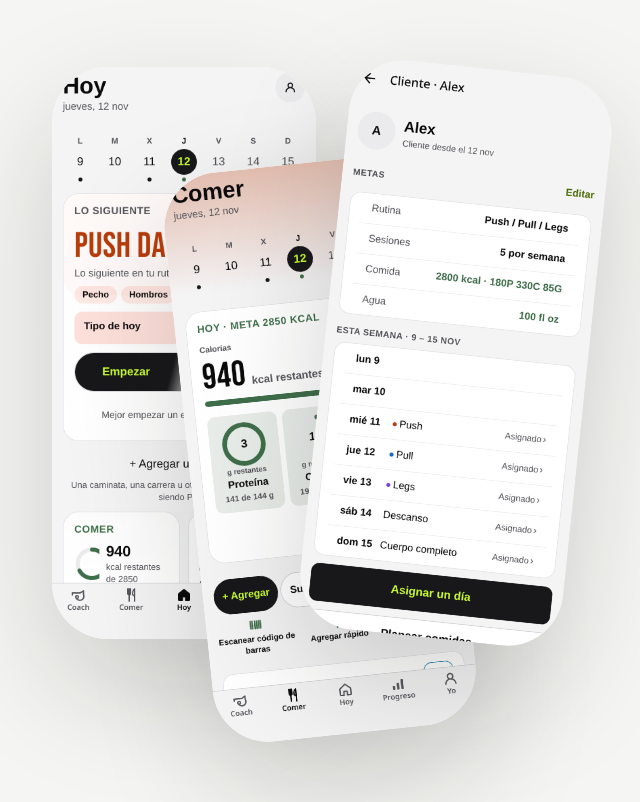 Hoy
jueves, 12 nov
L M X J V S D
9 10 11 12 13 14 15
LO SIGUIENTE
PUSH DA
Lo siguiente en tu rut
Pecho Hombros
Tipo de hoy
Empezar
Mejor empezar un e
+ Agregar u
Una caminata, una carrera u ot
siendo P
COMER
940
kcal restantes
de 2850
Coach Comer Hoy
Comer
jueves, 12 nov
L M X J V
9 10 11 12
HOY · META 2850 KCAL
Calorías
940 kcal restantes
3
g restantes
Proteína
141 de 144 g
+ Agregar Su
Escanear código de
barras
Agregar rápido
Coach Comer Hoy Progreso Yo
Cliente · Alex
A
Alex
Cliente desde el 12 nov
METAS
Editar
Rutina Push / Pull / Legs
Sesiones 5 por semana
Comida 2800 kcal · 180P 330C 85G
Agua 100 fl oz
ESTA SEMANA · 9 – 15 NOV
lun 9
mar 10
mié 11 Push Asignado ›
jue 12 Pull Asignado ›
vie 13 Legs Asignado ›
sáb 14 Descanso Asignado ›
dom 15 Cuerpo completo Asignado ›
Asignar un día
Planear comidas